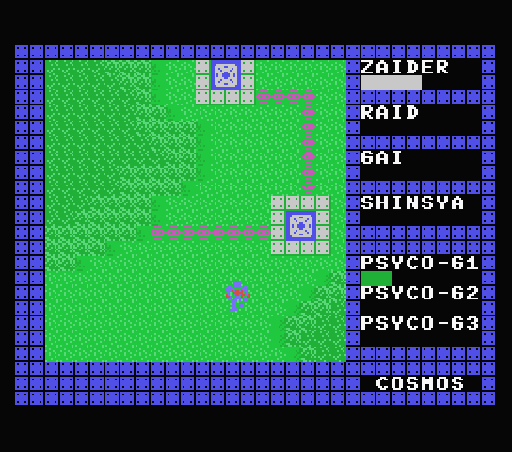 ZAIDER
RAID
GAI
SHINSYA
PSYCO-61
PSYCO-62
PSYCO-63
COSMOS